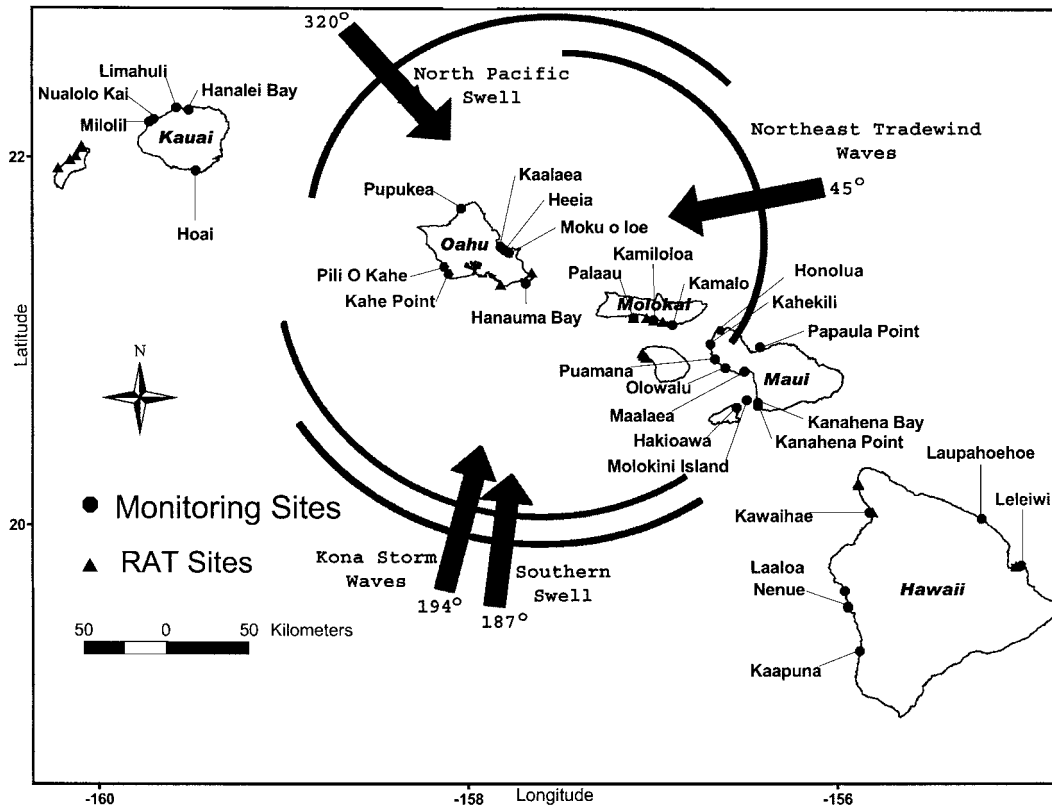 320°
North Pacific
Swell
Limahuli
Nualolo Kai
Hanalei Bay
Milolil
Kauai
Northeast Tradewind
Waves
22
45°
Kaalaea
Pupukea
Heeia
Moku o loe
Hoai
Oahu
Kamiloloa
Pili O Kahe
Palaau
Honolua
Kamalo
Kahe Point
Molokai
Kahekili
Hanauma Bay
Papaula Point
Latitude
N
Puamana
Maui
Olowalu
Maalaea
Kanahena Bay
Hakioawa
Kanahena Point
Molokini Island
Laupahoehoe
Monitoring Sites
Leleiwi
20
Kawaihae
RAT Sites
Kona Storm
Waves
Southern
Swell
194°
187°
Laaloa
Nenue
Hawaii
50 0 50 Kilometers
Kaapuna
-160 -158 -156
Longitude